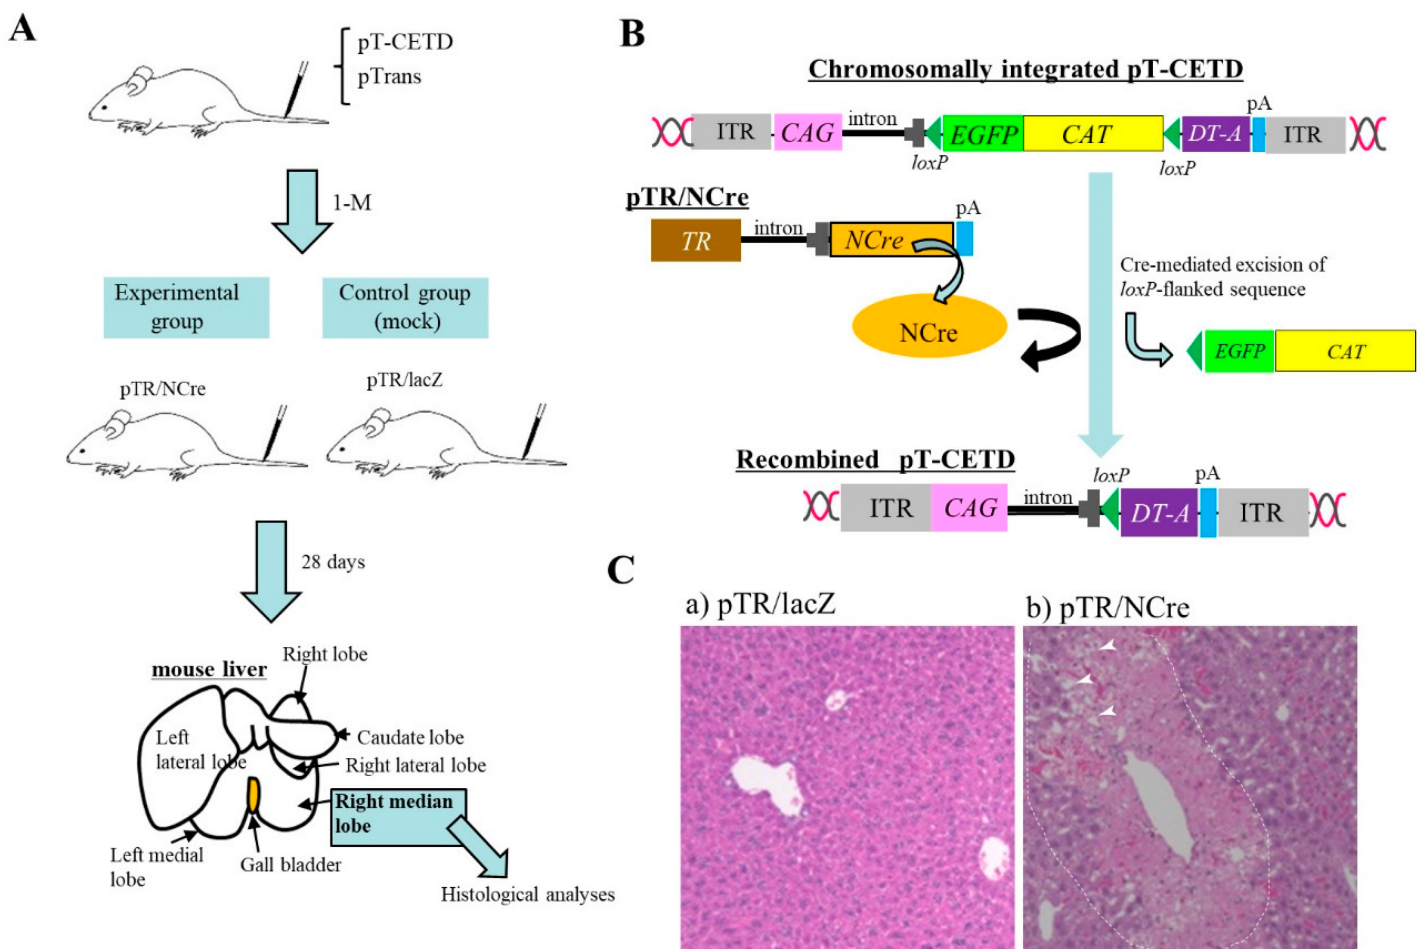 A
pT-CETD
pTrans
1-M
Experimental
group
Control group
(mock)
pTR/NCre
pTR/lacZ
28 days
mouse liver
Right lobe
Left
lateral lobe
Caudate lobe
Right lateral lobe
Right median
lobe
Left medial
lobe
Gall bladder
Histological analyses
B
Chromosomally integrated pT-CETD
ITR
CAG
intron
loxP
EGFP
CAT
loxP
DT-A
pA
ITR
pTR/NCre
TR
intron
NCre
pA
NCre
Cre-mediated excision of
loxP-flanked sequence
EGFP
CAT
Recombined pT-CETD
ITR
CAG
intron
loxP
DT-A
pA
ITR
C
a) pTR/lacZ
b) pTR/NCre